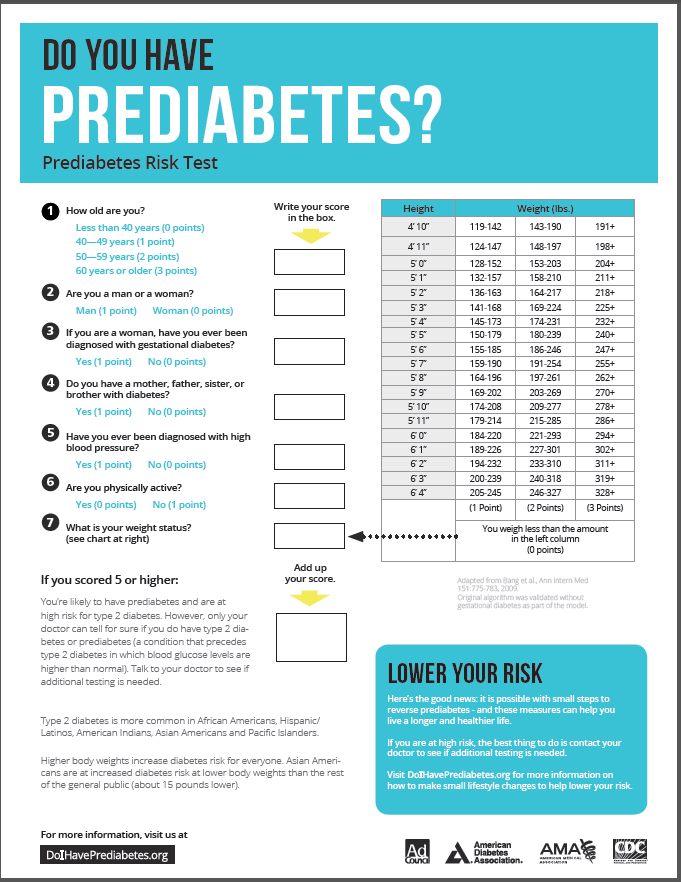 DO YOU HAVE
PREDIABETES?
Prediabetes Risk Test
1 How old are you?
Less than 40 years (0 points)
40—49 years (1 point)
50—59 years (2 points)
60 years or older (3 points)
2 Are you a man or a woman?
Man (1 point) Woman (0 points)
3 If you are a woman, have you ever been
diagnosed with gestational diabetes?
Yes (1 point) No (0 points)
4 Do you have a mother, father, sister, or
brother with diabetes?
Yes (1 point) No (0 points)
5 Have you ever been diagnosed with high
blood pressure?
Yes (1 point) No (0 points)
6 Are you physically active?
Yes (0 points) No (1 point)
7 What is your weight status?
(see chart at right)
Write your score
in the box.
Add up
your score.
Height Weight (lbs.)
4' 10" 119-142 143-190 191+
4' 11" 124-147 148-197 198+
5' 0" 128-152 153-203 204+
5' 1" 132-157 158-210 211+
5' 2" 136-163 164-217 218+
5' 3" 141-168 169-224 225+
5' 4" 145-173 174-231 232+
5' 5" 150-179 180-239 240+
5' 6" 155-185 186-246 247+
5' 7" 159-190 191-254 255+
5' 8" 164-196 197-261 262+
5' 9" 169-202 203-269 270+
5' 10" 174-208 209-277 278+
5' 11" 179-214 215-285 286+
6' 0" 184-220 221-293 294+
6' 1" 189-226 227-301 302+
6' 2" 194-232 233-310 311+
6' 3" 200-239 240-318 319+
6' 4" 205-245 246-327 328+
(1 Point) (2 Points) (3 Points)
You weigh less than the amount
in the left column
(0 points)
Adapted from Bang et al., Ann Intern Med
151:775-783, 2009.
Original algorithm was validated without
gestational diabetes as part of the model.
If you scored 5 or higher:
You're likely to have prediabetes and are at
high risk for type 2 diabetes. However, only your
doctor can tell for sure if you do have type 2 dia-
betes or prediabetes (a condition that precedes
type 2 diabetes in which blood glucose levels are
higher than normal). Talk to your doctor to see if
additional testing is needed.
Type 2 diabetes is more common in African Americans, Hispanic/
Latinos, American Indians, Asian Americans and Pacific Islanders.
Higher body weights increase diabetes risk for everyone. Asian Ameri-
cans are at increased diabetes risk at lower body weights than the rest
of the general public (about 15 pounds lower).
LOWER YOUR RISK
Here's the good news: it is possible with small steps to
reverse prediabetes - and these measures can help you
live a longer and healthier life.
If you are at high risk, the best thing to do is contact your
doctor to see if additional testing is needed.
Visit DoIHavePrediabetes.org for more information on
how to make small lifestyle changes to help lower your risk.
For more information, visit us at
DoIHavePrediabetes.org
Ad
Council
American
Diabetes
Association.
AMA
AMERICAN MEDICAL
ASSOCIATION
CDC